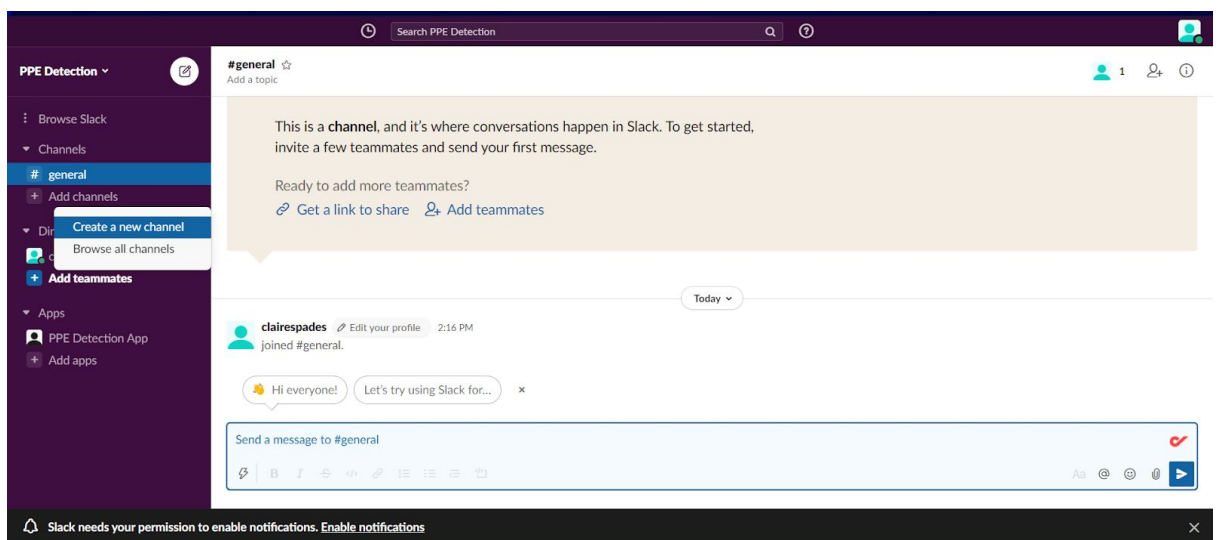 Search PPE Detection
PPE Detection
#general
Add a topic
1
Browse Slack
Channels
# general
+ Add channels
Create a new channel
Browse all channels
Dir
c
+ Add teammates
Apps
PPE Detection App
+ Add apps
This is a channel, and it's where conversations happen in Slack. To get started,
invite a few teammates and send your first message.
Ready to add more teammates?
Get a link to share Add teammates
Today
clairespades Edit your profile 2:16 PM
joined #general.
Hi everyone! Let's try using Slack for... ×
Send a message to #general
B I S </> Aa @
Slack needs your permission to enable notifications. Enable notifications ×